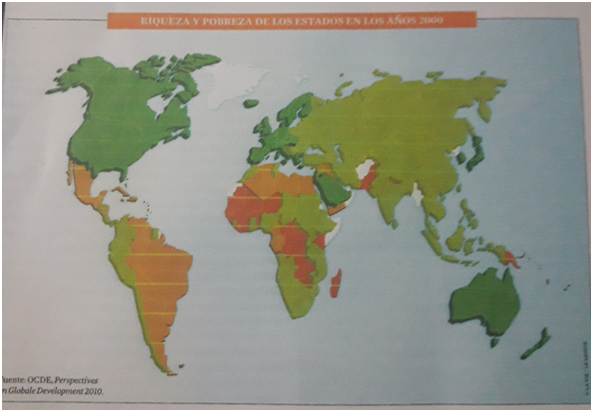 RIQUEZA Y POBREZA DE LOS ESTADOS EN LOS AÑOS 2000
Fuente: OCDE, Perspectives
on Globale Development 2010.